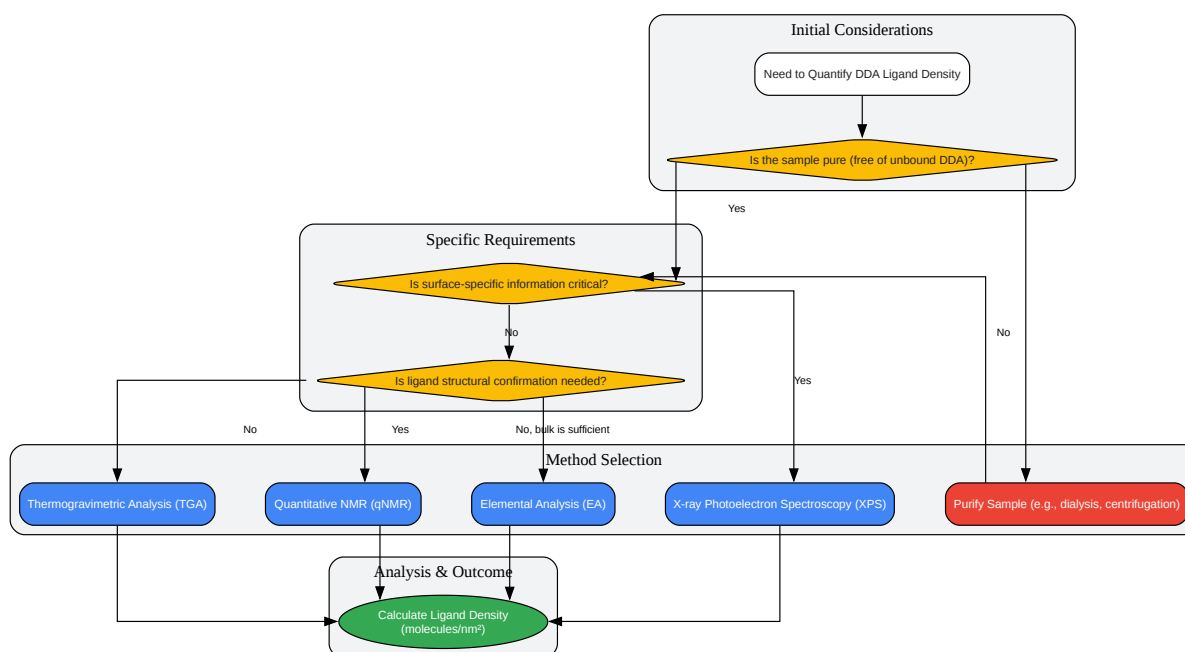 Initial Considerations
Need to Quantify DDA Ligand Density
Is the sample pure (free of unbound DDA)?
Yes
Specific Requirements
Is surface-specific information critical?
No
No
Is ligand structural confirmation needed?
Yes
No
Yes
No, bulk is sufficient
Method Selection
Thermogravimetric Analysis (TGA)
Quantitative NMR (qNMR)
Elemental Analysis (EA)
X-ray Photoelectron Spectroscopy (XPS)
Purify Sample (e.g., dialysis, centrifugation)
Analysis & Outcome
Calculate Ligand Density
(molecules/nm²)